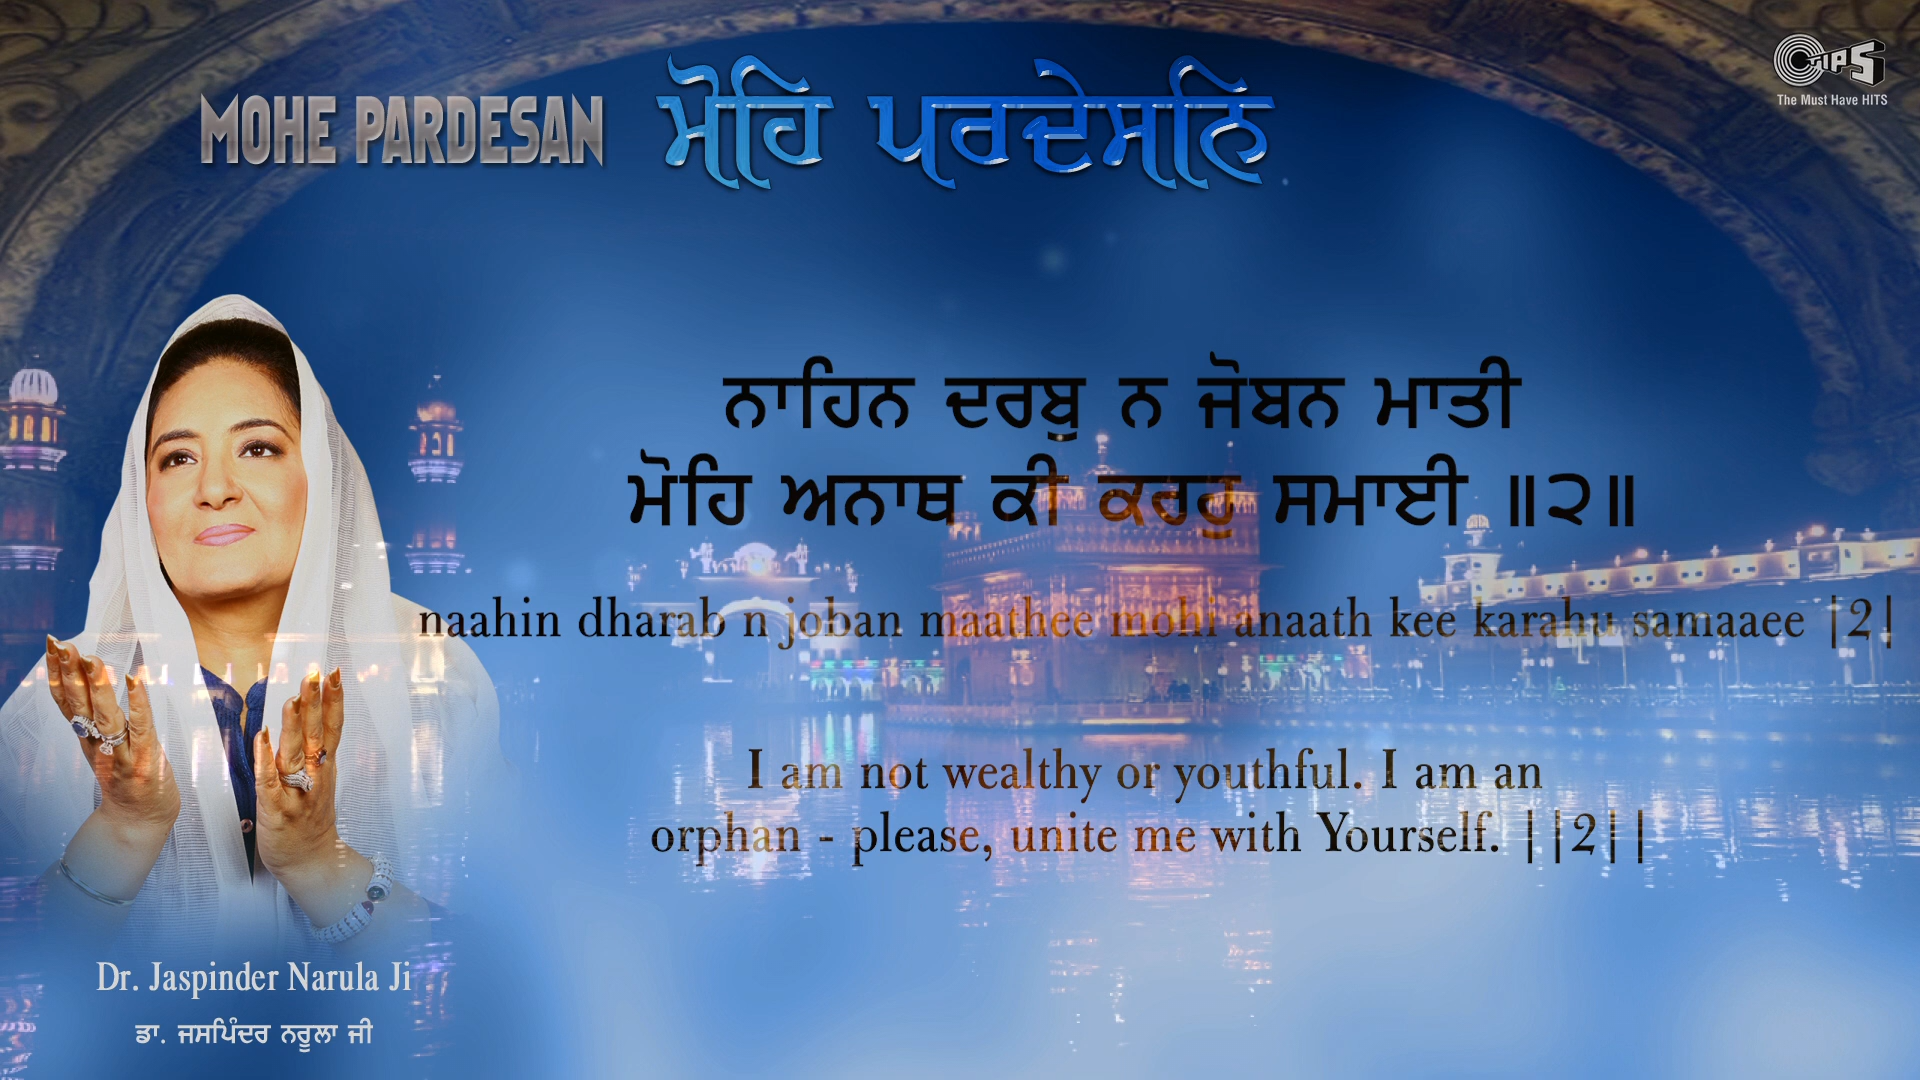 MOHE PARDESAN ਮੋਹਿ ਪਰਦੇਸਨਿ
TIPS
The Must Have HITS
ਨਾਹਿਨ ਦਰਬੁ ਨ ਜੋਬਨ ਮਾਤੀ
ਮੋਹਿ ਅਨਾਥ ਕੀ ਕਰਹੁ ਸਮਾਈ ॥੨॥
naahin dharab n joban maathee mohi anaath kee karahu samaaee |2|
I am not wealthy or youthful. I am an
orphan - please, unite me with Yourself. ||2||
Dr. Jaspinder Narula Ji
ਡਾ. ਜਸਪਿੰਦਰ ਨਰੂਲਾ ਜੀ